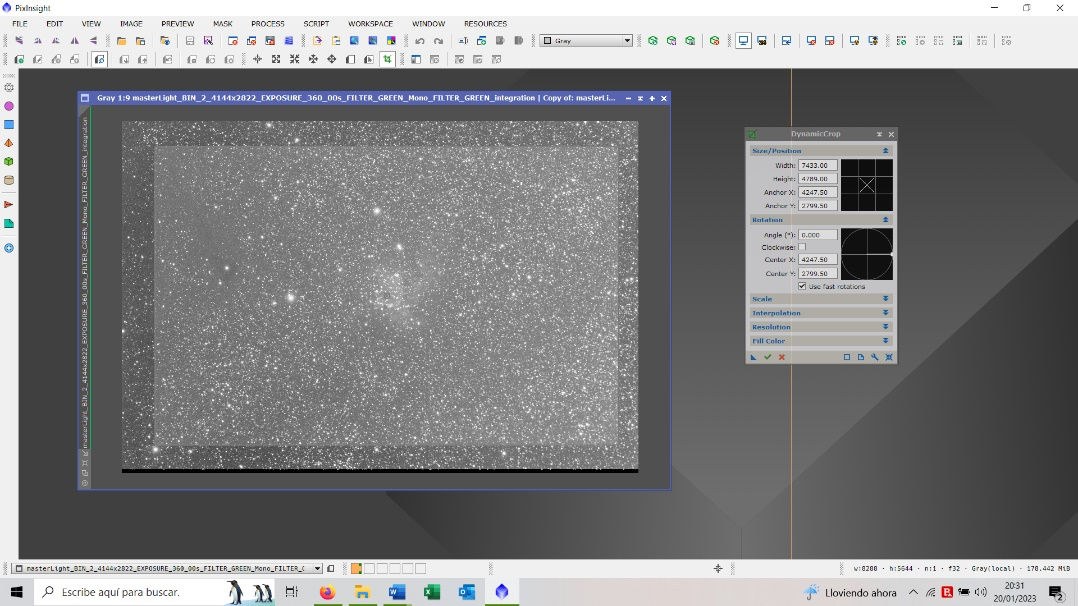 PixInsight
FILE EDIT VIEW IMAGE PREVIEW MASK PROCESS SCRIPT WORKSPACE WINDOW RESOURCES
Gray
Gray 1:9 masterLight_BIN_2_4144x2822_EXPOSURE_360_00s_FILTER_GREEN_Mono_FILTER_GREEN_integration | Copy of: masterLi...
masterLight_BIN_2_4144x2822_EXPOSURE_360_00s_FILTER_GREEN_Mono_FILTER_GREEN_integration
DynamicCrop
Size/Position
Width: 7433.00
Height: 4789.00
Anchor X: 4247.50
Anchor Y: 2799.50
Rotation
Angle (°): 0.000
Clockwise:
Center X: 4247.50
Center Y: 2799.50
Use fast rotations
Scale
Interpolation
Resolution
Fill Color
masterLight_BIN_2_4144x2822_EXPOSURE_360_00s_FILTER_GREEN_Mono_FILTER_(
w:8288 · h:5644 · n:1 · f32 · Gray(local) · 178.442 MiB
Escribe aquí para buscar.
Lloviendo ahora
20:31
20/01/2023
2